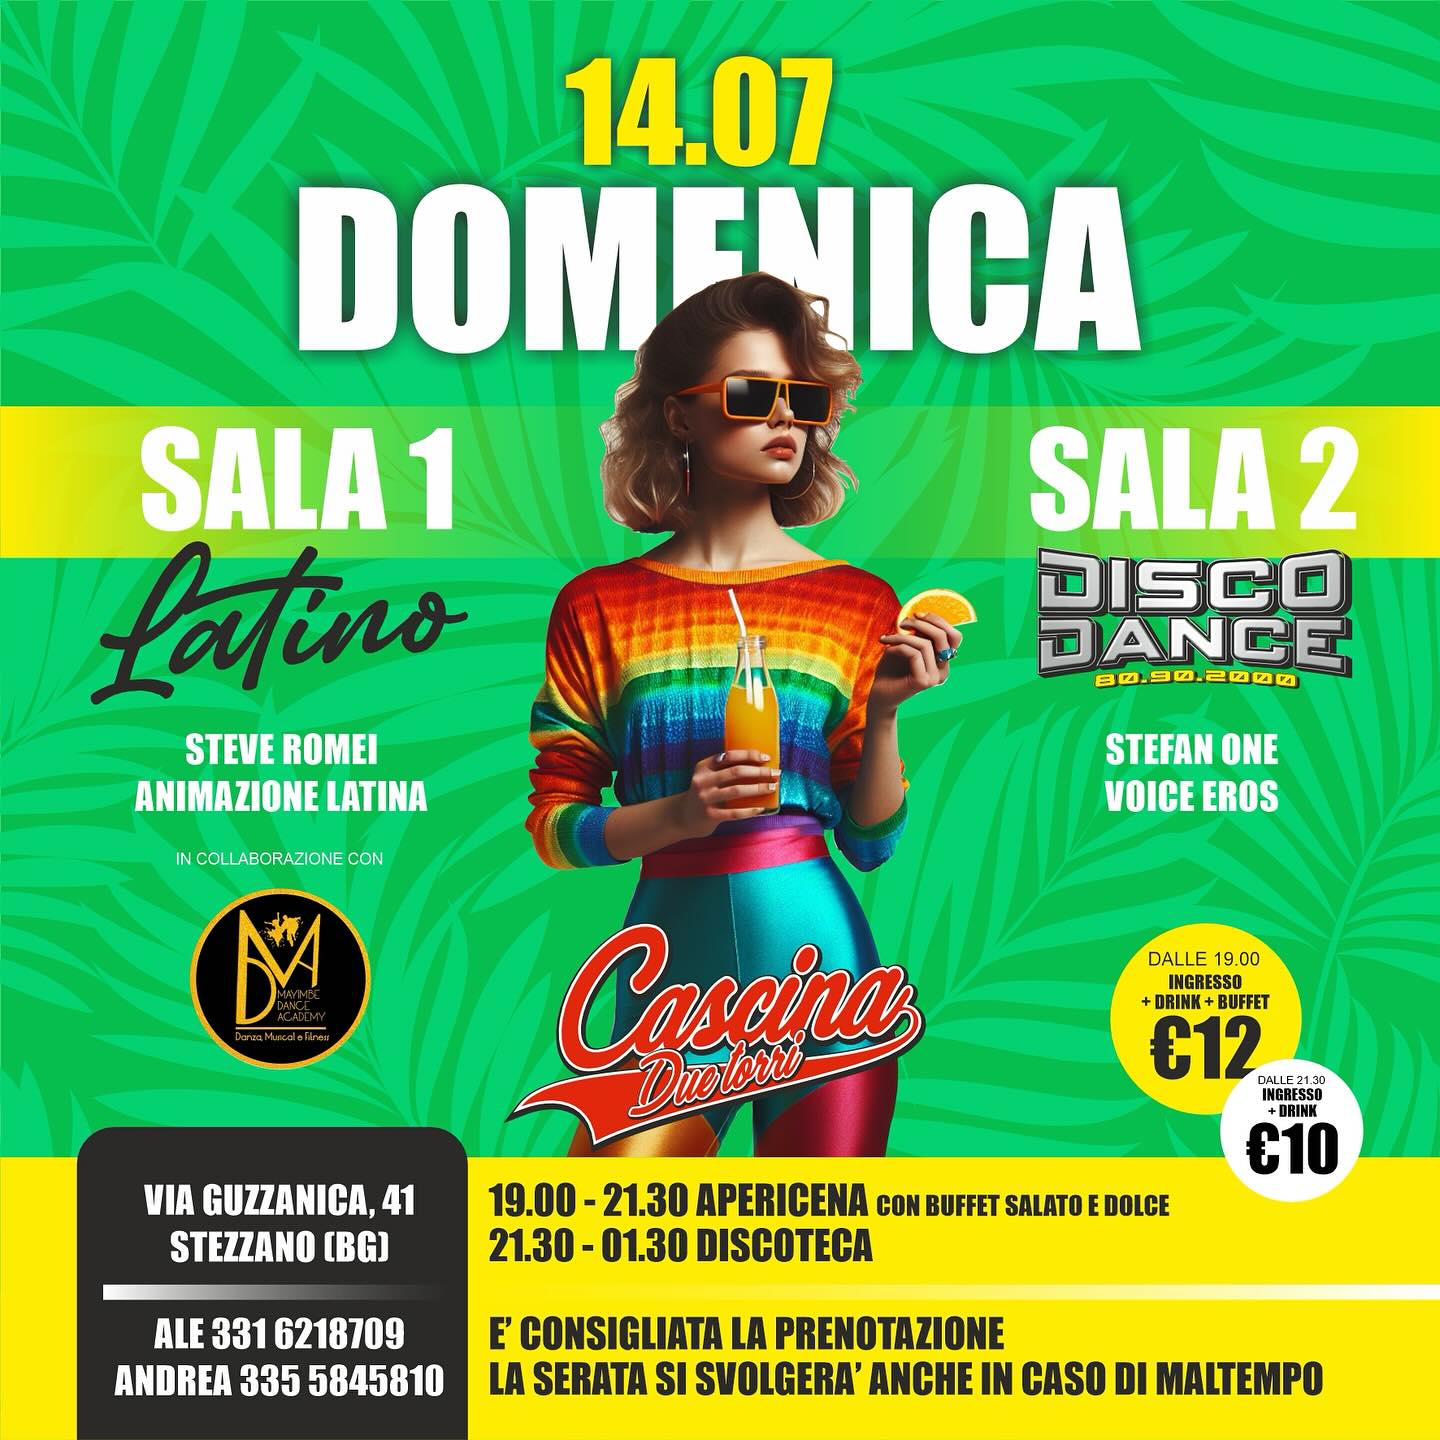 14.07
DOMENICA
SALA 1
Latino
STEVE ROMEI
ANIMAZIONE LATINA
IN COLLABORAZIONE CON
MDA
MAYIMBE
DANCE
ACADEMY
Danza, Musical e Fitness
SALA 2
DISCO
DANCE
80.90.2000
STEFAN ONE
VOICE EROS
Cascina
Due torri
DALLE 19.00
INGRESSO
+ DRINK + BUFFET
€12
DALLE 21.30
INGRESSO
+ DRINK
€10
VIA GUZZANICA, 41
STEZZANO (BG)
ALE 331 6218709
ANDREA 335 5845810
19.00 - 21.30 APERICENA CON BUFFET SALATO E DOLCE
21.30 - 01.30 DISCOTECA
E’ CONSIGLIATA LA PRENOTAZIONE
LA SERATA SI SVOLGERA’ ANCHE IN CASO DI MALTEMPO